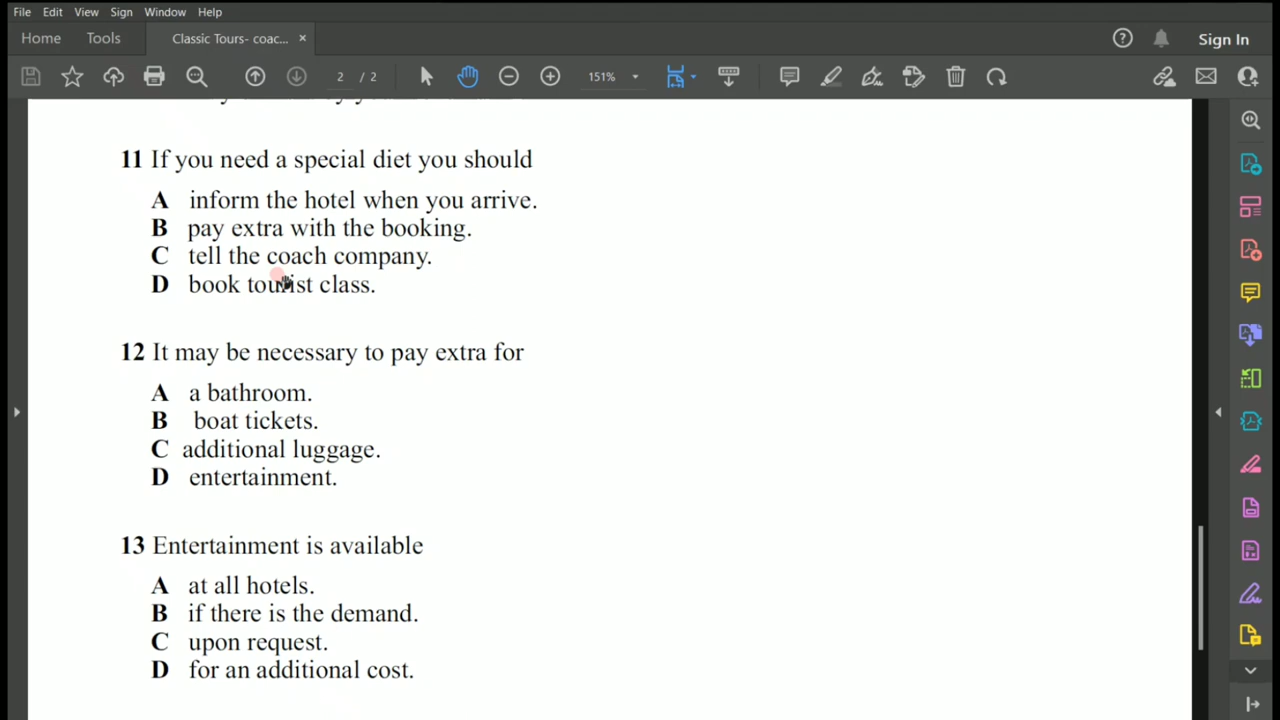 File Edit View Sign Window Help
Home Tools Classic Tours- coac... × Sign In
2 / 2 151%
11 If you need a special diet you should
A inform the hotel when you arrive.
B pay extra with the booking.
C tell the coach company.
D book tourist class.
12 It may be necessary to pay extra for
A a bathroom.
B boat tickets.
C additional luggage.
D entertainment.
13 Entertainment is available
A at all hotels.
B if there is the demand.
C upon request.
D for an additional cost.